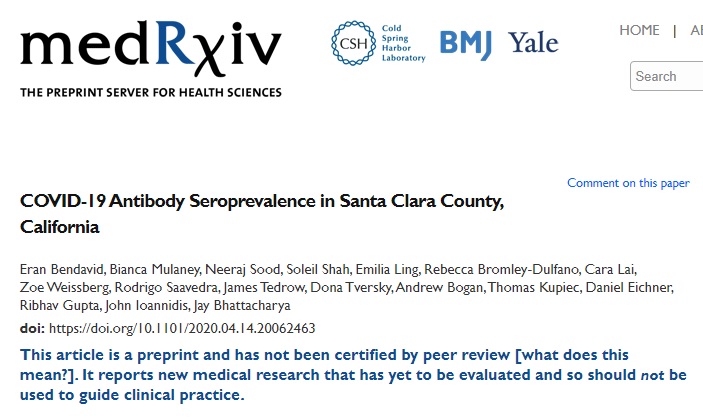 medRxiv
THE PREPRINT SERVER FOR HEALTH SCIENCES
CSH
Cold
Spring
Harbor
Laboratory
BMJ
Yale
HOME |
Search
Comment on this paper
COVID-19 Antibody Seroprevalence in Santa Clara County,
California
Eran Bendavid, Bianca Mulaney, Neeraj Sood, Soleil Shah, Emilia Ling, Rebecca Bromley-Dulfano, Cara Lai,
Zoe Weissberg, Rodrigo Saavedra, James Tedrow, Dona Tversky, Andrew Bogan, Thomas Kupiec, Daniel Eichner,
Ribhav Gupta, John Ioannidis, Jay Bhattacharya
doi: https://doi.org/10.1101/2020.04.14.20062463
This article is a preprint and has not been certified by peer review [what does this
mean?]. It reports new medical research that has yet to be evaluated and so should not be
used to guide clinical practice.